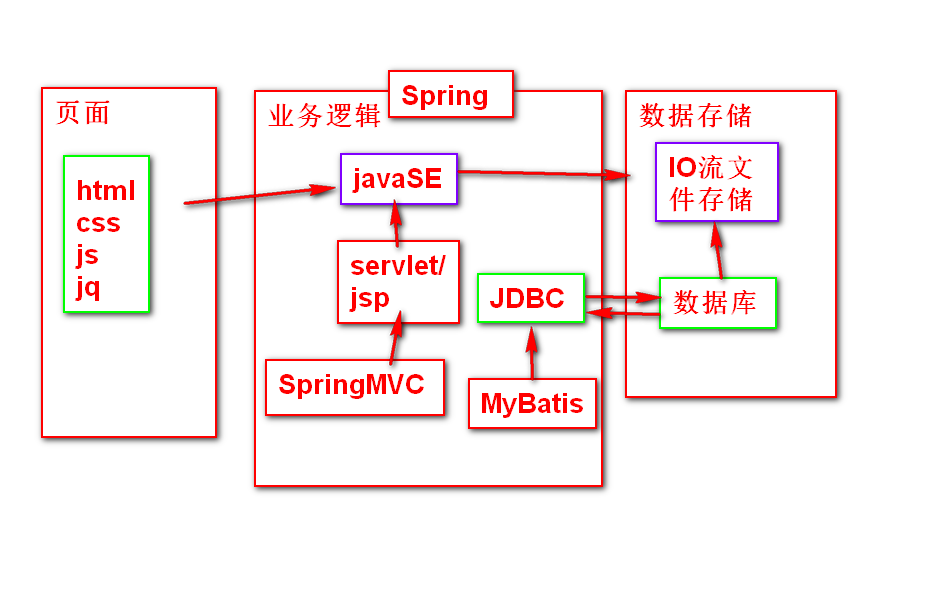 页面
html
css
js
jq
Spring
业务逻辑
javaSE
servlet/
jsp
SpringMVC
JDBC
MyBatis
数据存储
IO流文
件存储
数据库